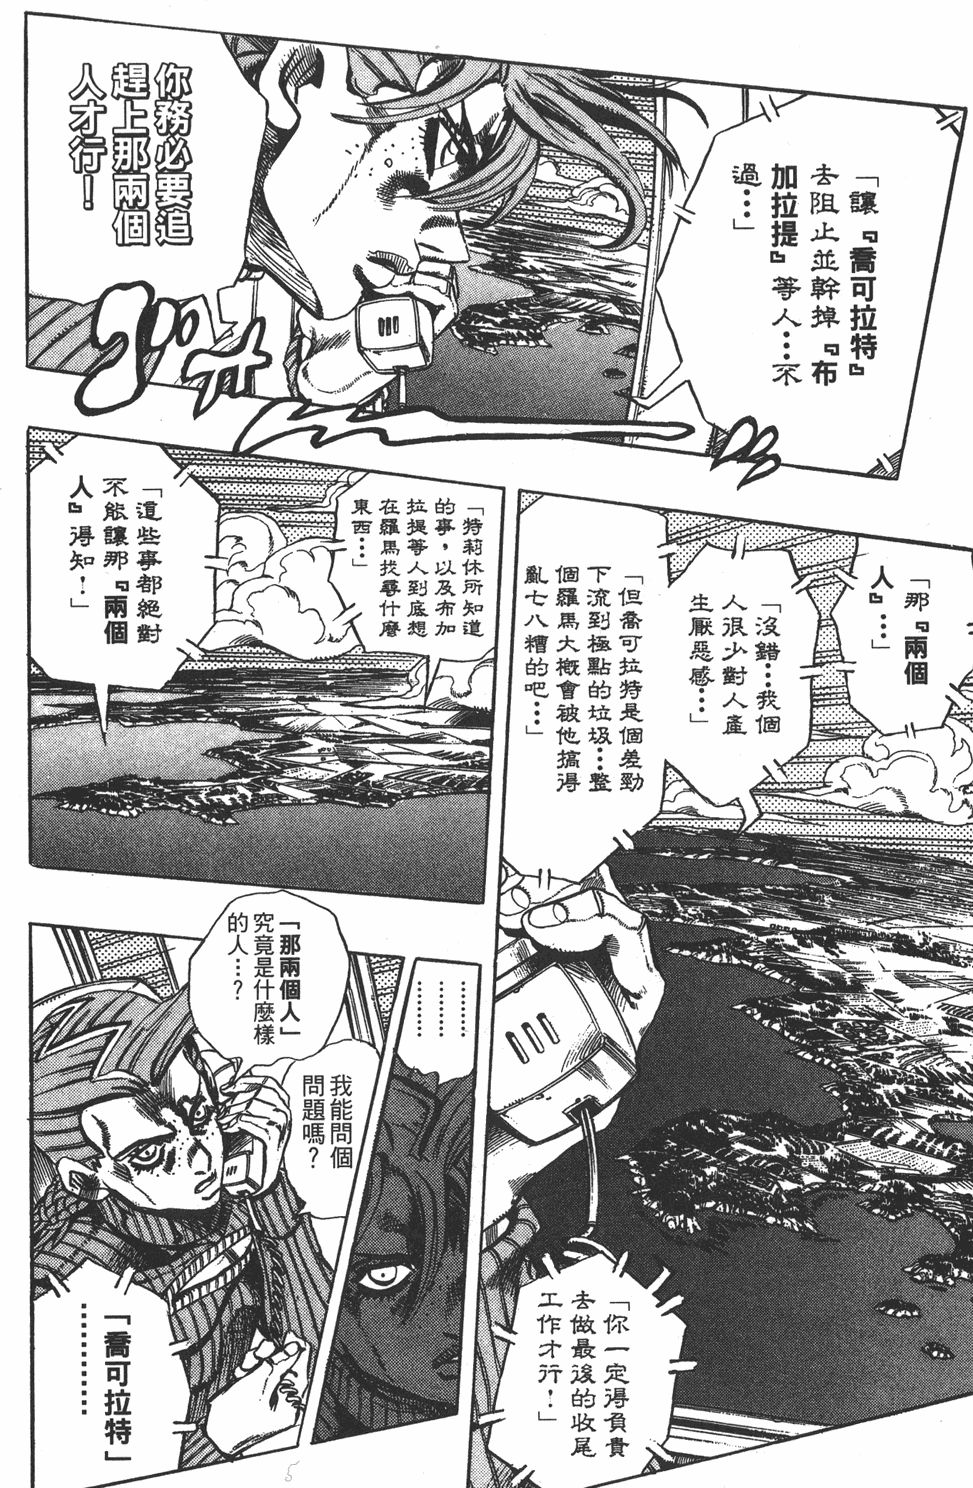 「讓『喬可拉特』
去阻止並幹掉『布
加拉提』等人…不
過…」
你務必要追
趕上那兩個
人才行！
「那『兩個
人』…」
「沒錯…我個
人很少對人產
生厭惡感…」
「但喬可拉特是個差勁
下流到極點的垃圾…整
個羅馬大概會被他搞得
亂七八糟的吧…」
「你一定得負責
去做最後的收尾
工作才行！」
「特莉休所知道
的事，以及布加
拉提等人到底想
在羅馬找尋什麼
東西…」
「這些事都絕對
不能讓那『兩個
人』得知！」
…………
…………
「那兩個人」
究竟是什麼樣
的人…？
我能問個
問題嗎？
「喬可拉特」
…………